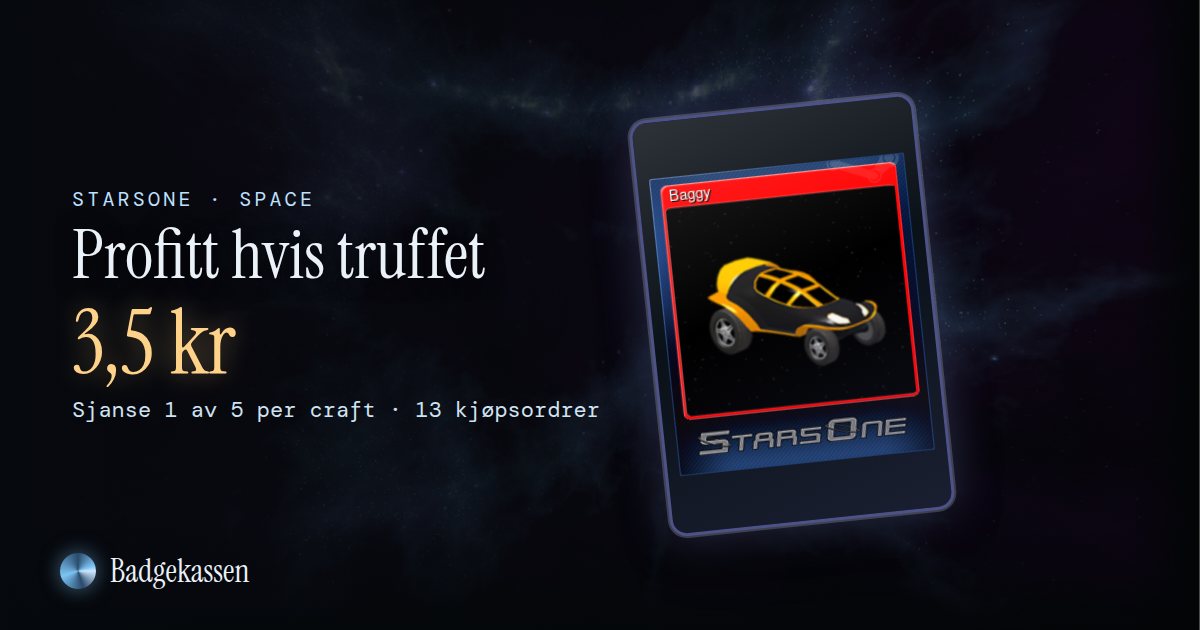 STARSONE · SPACE
Profitt hvis truffet
3,5 kr
Sjanse 1 av 5 per craft · 13 kjøpsordrer
Baggy
STARSONE
Badgekassen